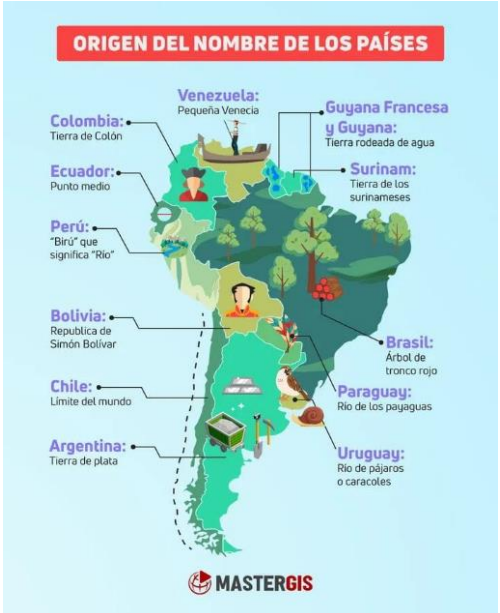 ORIGEN DEL NOMBRE DE LOS PAÍSES
Venezuela:
Pequeña Venecia
Colombia:
Tierra de Colón
Guyana Francesa
y Guyana:
Tierra rodeada de agua
Ecuador:
Punto medio
Surinam:
Tierra de los
surinameses
Perú:
"Birú" que
significa "Río"
Bolivia:
Republica de
Simón Bolívar
Brasil:
Árbol de
tronco rojo
Chile:
Límite del mundo
Paraguay:
Río de los payaguas
Argentina:
Tierra de plata
Uruguay:
Río de pájaros
o caracoles
MASTERGIS